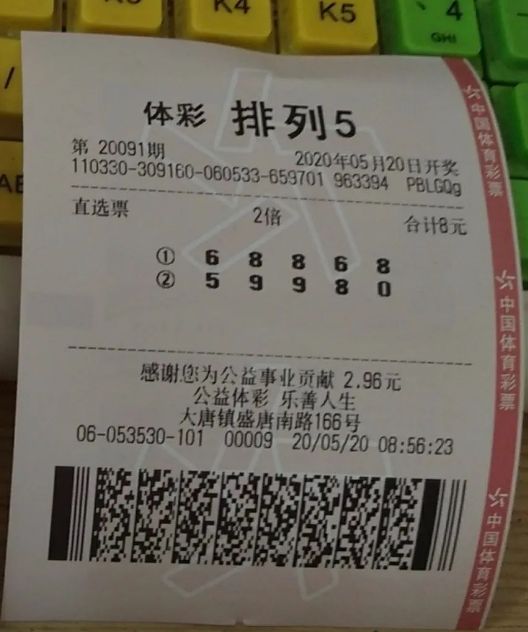 K4
K5
、 4
GHI
/
体彩 排列5
第 20091期
2020年05月20日开奖
110330-309160-060533-659701 963394 PBLGQg
直选票 2倍 合计8元
① 6 8 8 6 8
② 5 9 9 8 0
感谢您为公益事业贡献 2.96元
公益体彩 乐善人生
大唐镇盛唐南路166号
06-053530-101 00009 20/05/20 08:56:23
中国体育彩票
中国体育彩票
中国体育彩票